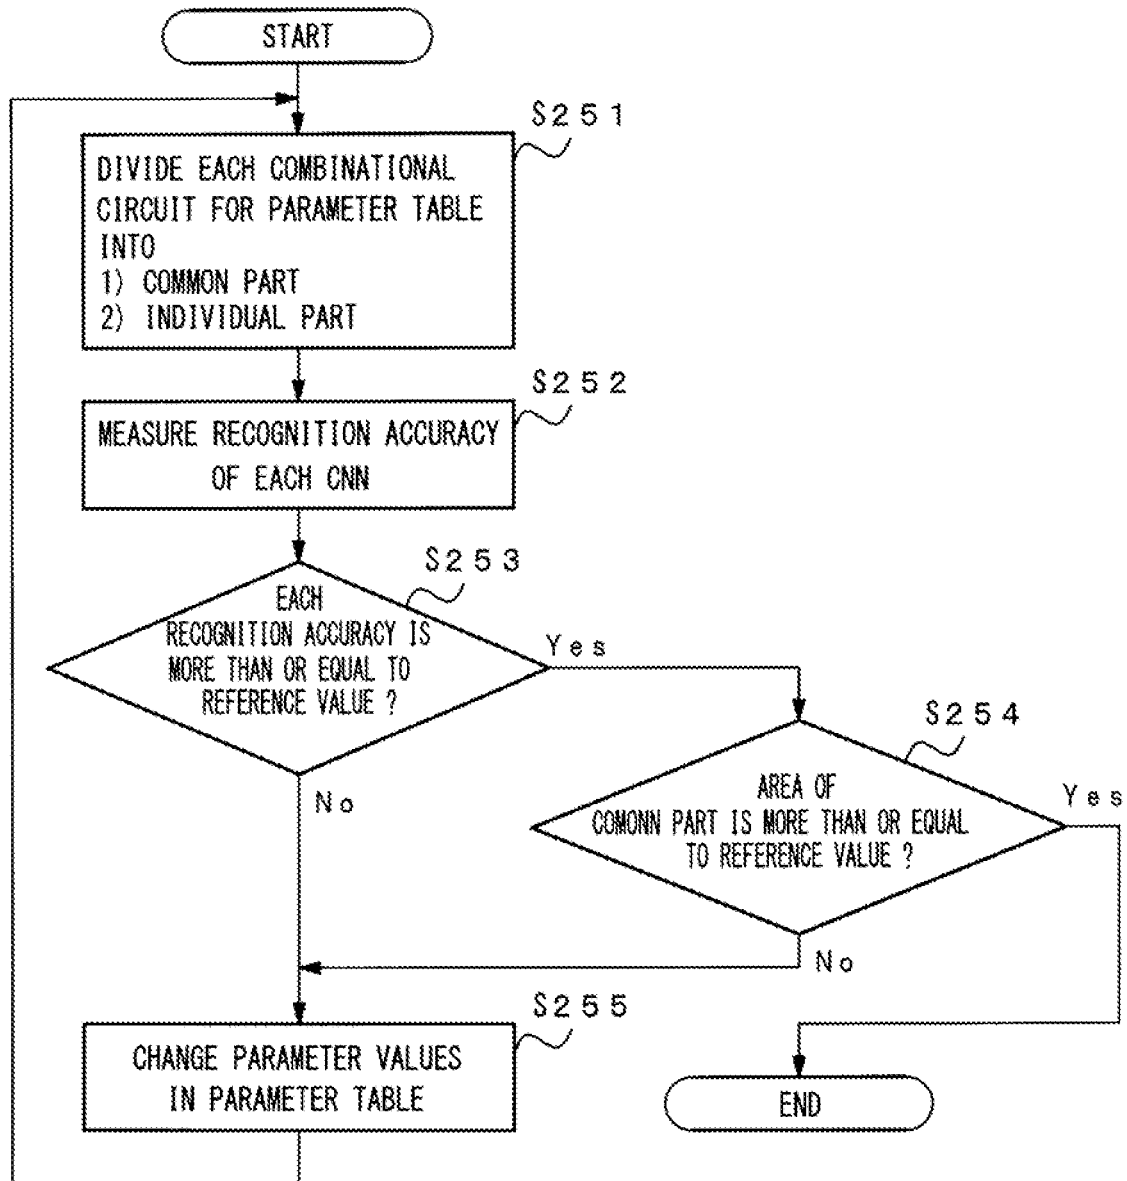 START
S251
DIVIDE EACH COMBINATIONAL
CIRCUIT FOR PARAMETER TABLE
INTO
1) COMMON PART
2) INDIVIDUAL PART
S252
MEASURE RECOGNITION ACCURACY
OF EACH CNN
S253
EACH
RECOGNITION ACCURACY IS
MORE THAN OR EQUAL TO
REFERENCE VALUE ?
Yes
No
S254
AREA OF
COMONN PART IS MORE THAN OR EQUAL
TO REFERENCE VALUE ?
Yes
No
S255
CHANGE PARAMETER VALUES
IN PARAMETER TABLE
END